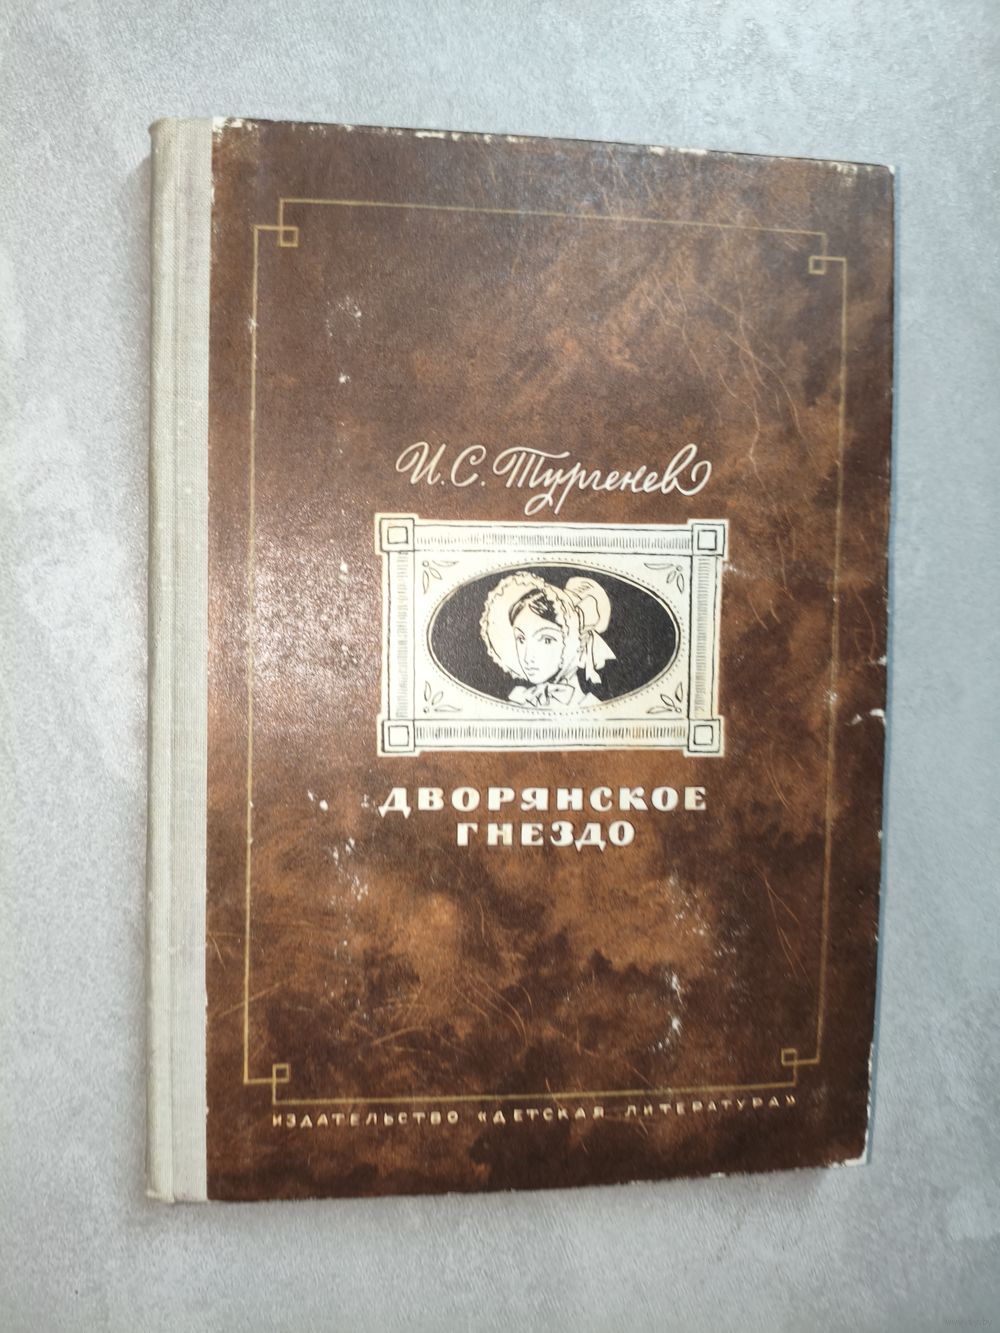 И.С. Тургенев
ДВОРЯНСКОЕ
ГНЕЗДО
ИЗДАТЕЛЬСТВО «ДЕТСКАЯ ЛИТЕРАТУРА»